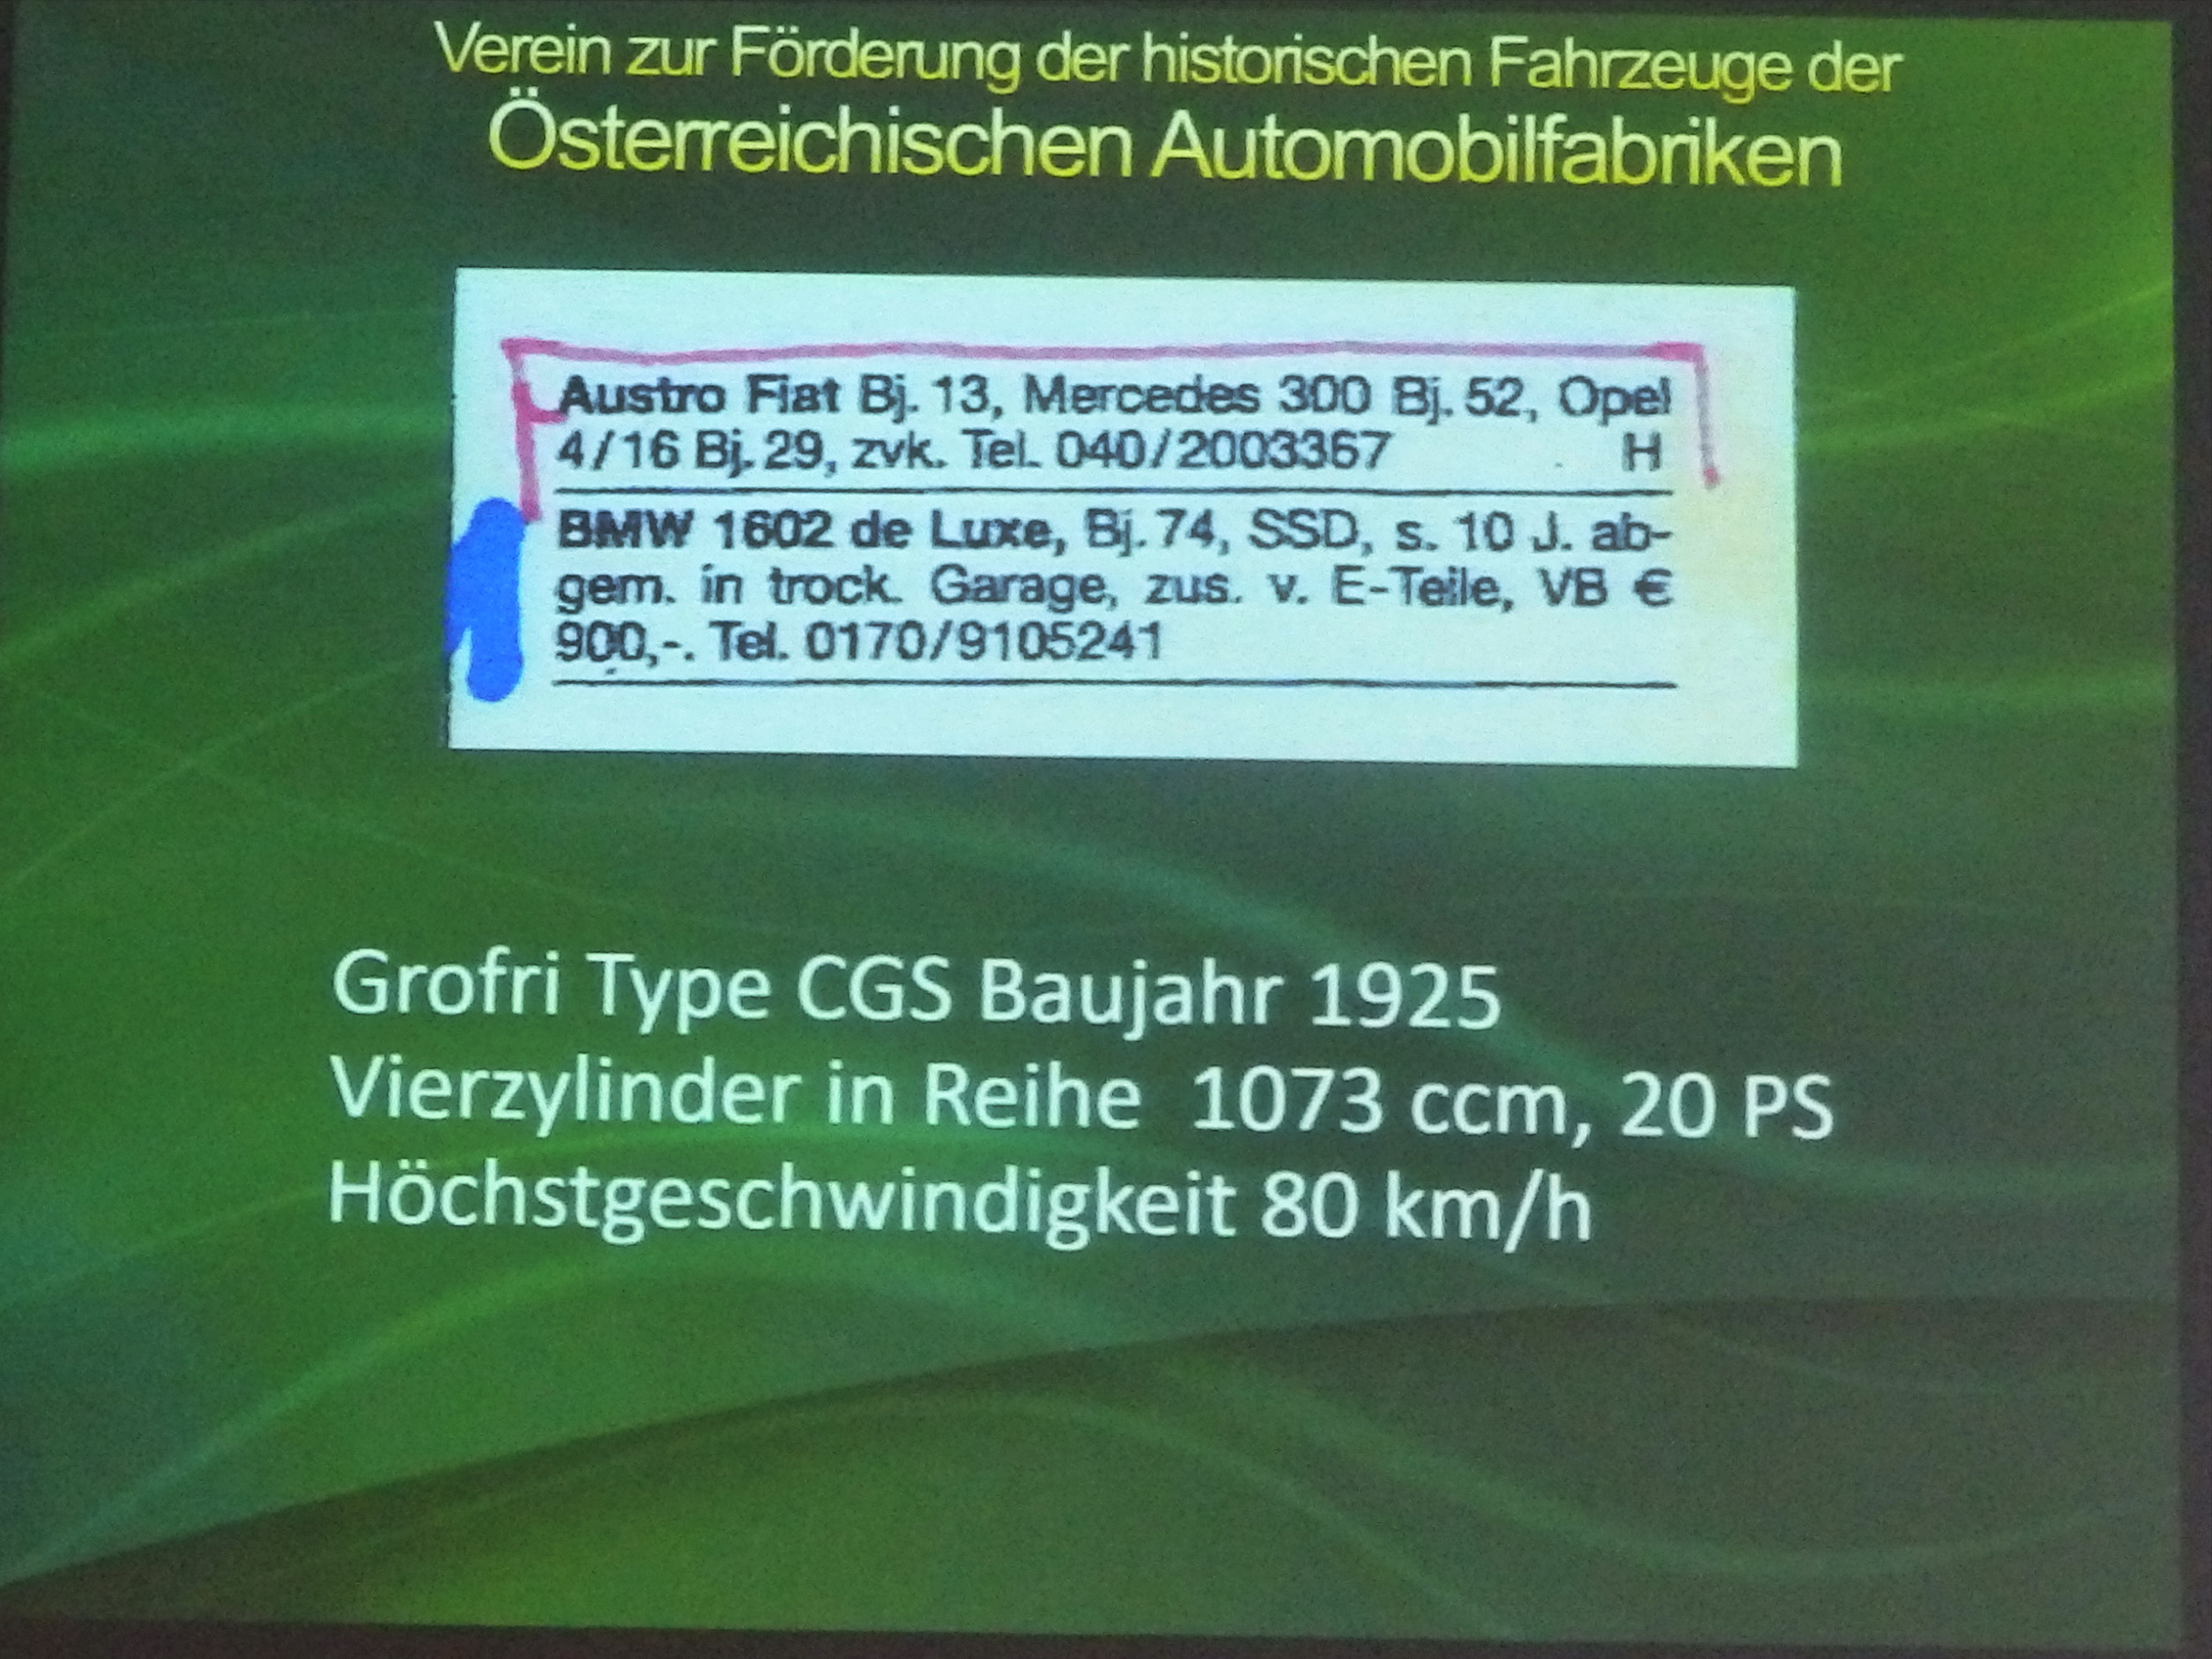 Verein zur Förderung der historischen Fahrzeuge der
Österreichischen Automobilfabriken
Austro Fiat Bj. 13, Mercedes 300 Bj. 52, Opel
4/16 Bj. 29, zvk. Tel. 040/2003367 H
BMW 1602 de Luxe, Bj. 74, SSD, s. 10 J. ab-
gem. in trock. Garage, zus. v. E-Teile, VB €
900,-. Tel. 0170/9105241
Grofri Type CGS Baujahr 1925
Vierzylinder in Reihe 1073 ccm, 20 PS
Höchstgeschwindigkeit 80 km/h